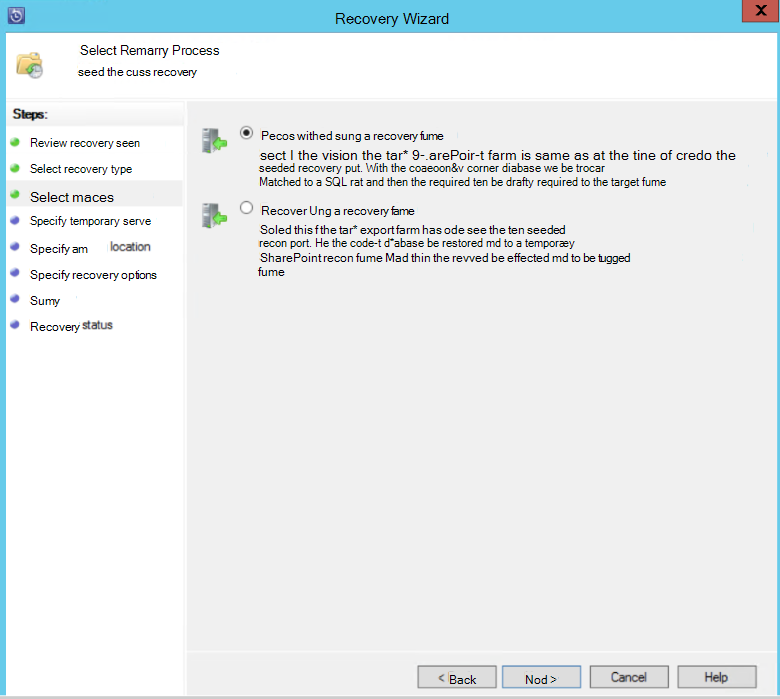 Recovery Wizard
X
Select Remarry Process
seed the cuss recovery
Steps:
Review recovery seen
Select recovery type
Select maces
Specify temporary serve
Specify am location
Specify recovery options
Sumy
Recovery status
Pecos withed sung a recovery fume
sect l the vision the tar* 9-.arePoir-t farm is same as at the tine of credo the
seeded recovery put. With the coaeoon&v corner diabase we be trocar
Matched to a SQL rat and then the required ten be drafty required to the target fume
Recover Ung a recovery fame
Soled this f the tar* export farm has ode see the ten seeded
recon port. He the code-t d*abase be restored md to a temporæy
SharePoint recon fume Mad thin the revved be effected md to be tugged
fume
< Back
Nod >
Cancel
Help